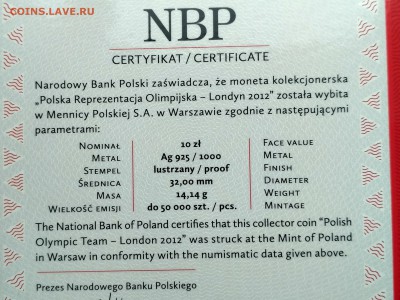 COINS.LAVE.RU
NBP
CERTYFIKAT / CERTIFICATE
Narodowy Bank Polski zaświadcza, że moneta kolekcjonerska
„Polska Reprezentacja Olimpijska – Londyn 2012” została wybita
w Mennicy Polskiej S.A. w Warszawie zgodnie z następującymi
parametrami:
Nominał 10 zł Face value
Metal Ag 925 / 1000 Metal
Stempel lustrzany / proof Finish
Średnica 32,00 mm Diameter
Masa 14,14 g Weight
Wielkość emisji do 50 000 szt. / pcs. Mintage
The National Bank of Poland certifies that this collector coin “Polish
Olympic Team – London 2012” was struck at the Mint of Poland
in Warsaw in conformity with the numismatic data given above.
Prezes Narodowego Banku Polskiego